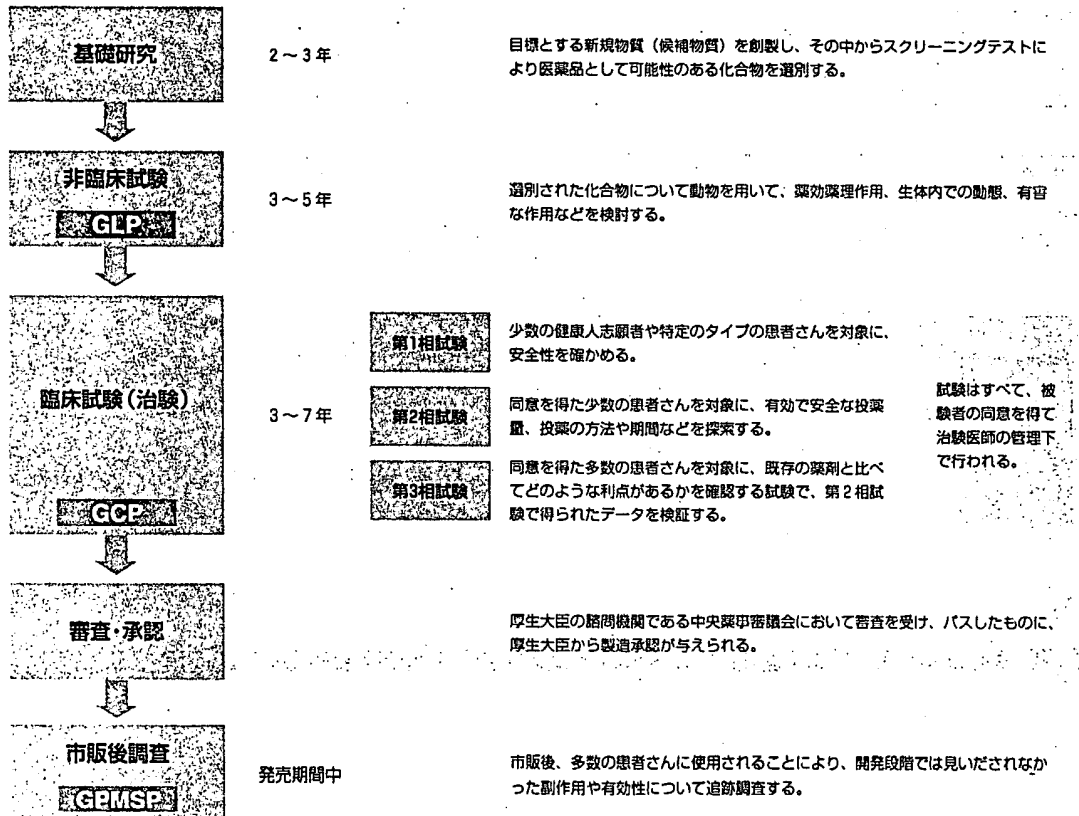 基礎研究
2～3年
目標とする新規物質（候補物質）を創製し、その中からスクリーニングテストに
より医薬品として可能性のある化合物を選別する。
非臨床試験
GLP
3～5年
選別された化合物について動物を用いて、薬効薬理作用、生体内での動態、有害
な作用などを検討する。
臨床試験（治験）
GCP
3～7年
第1相試験
少数の健康人志願者や特定のタイプの患者さんを対象に、
安全性を確かめる。
第2相試験
同意を得た少数の患者さんを対象に、有効で安全な投薬
量、投薬の方法や期間などを探索する。
第3相試験
同意を得た多数の患者さんを対象に、既存の薬剤と比べ
てどのような利点があるかを確認する試験で、第2相試
験で得られたデータを検証する。
試験はすべて、被
験者の同意を得て
治験医師の管理下
で行われる。
審査・承認
厚生大臣の諮問機関である中央薬事審議会において審査を受け、パスしたものに、
厚生大臣から製造承認が与えられる。
市販後調査
GPMSP
発売期間中
市販後、多数の患者さんに使用されることにより、開発段階では見いだされなか
った副作用や有効性について追跡調査する。